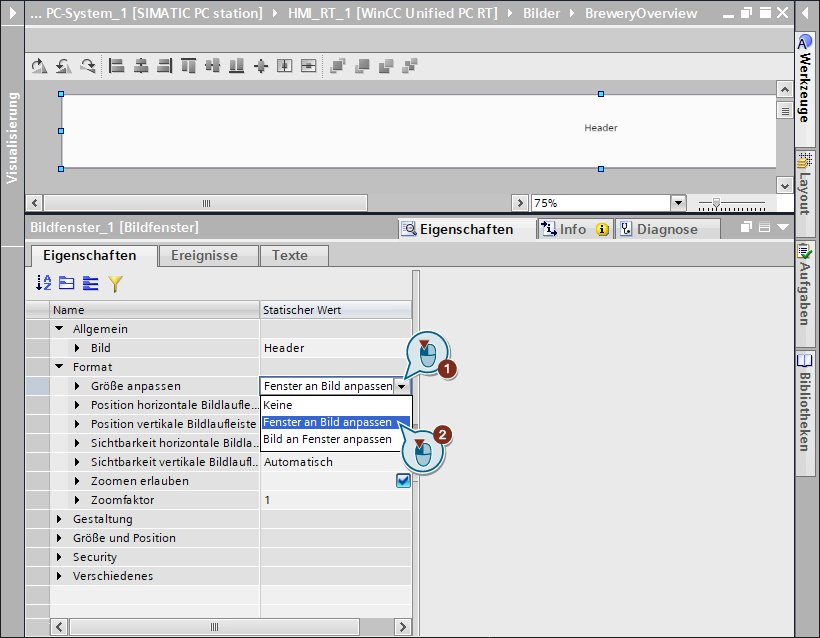 ... PC-System_1 [SIMATIC PC station] HMI_RT_1 [WinCC Unified PC RT] Bilder BreweryOverview
Visualisierung
Header
75%
Werkzeuge
Layout
Aufgaben
Bibliotheken
Bildfenster_1 [Bildfenster]
Eigenschaften Info Diagnose
Eigenschaften Ereignisse Texte
Name Statischer Wert
Allgemein
Bild Header
Format
Größe anpassen Fenster an Bild anpassen
1
Position horizontale Bildlaufle... Keine
Position vertikale Bildlaufleiste Fenster an Bild anpassen
2
Sichtbarkeit horizontale Bildla... Bild an Fenster anpassen
Sichtbarkeit vertikale Bildlaufl... Automatisch
Zoomen erlauben
Zoomfaktor 1
Gestaltung
Größe und Position
Security
Verschiedenes